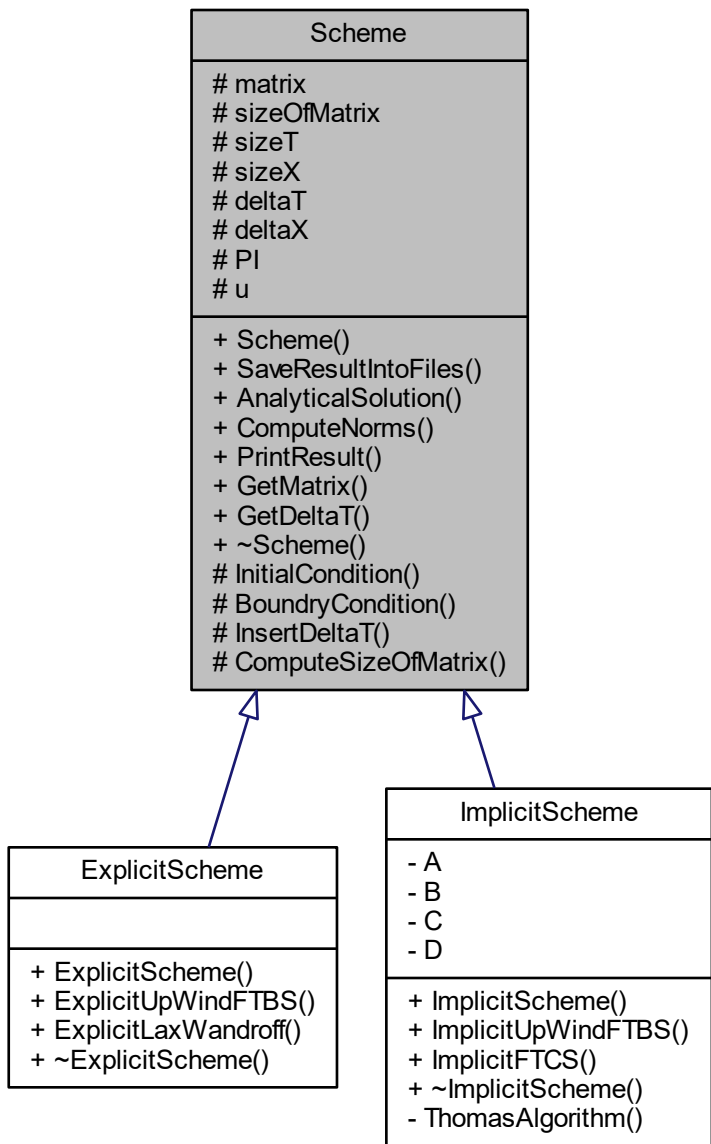 Scheme
# matrix
# sizeOfMatrix
# sizeT
# sizeX
# deltaT
# deltaX
# PI
# u
+ Scheme()
+ SaveResultIntoFiles()
+ AnalyticalSolution()
+ ComputeNorms()
+ PrintResult()
+ GetMatrix()
+ GetDeltaT()
+ ~Scheme()
# InitialCondition()
# BoundryCondition()
# InsertDeltaT()
# ComputeSizeOfMatrix()
ExplicitScheme
+ ExplicitScheme()
+ ExplicitUpWindFTBS()
+ ExplicitLaxWandroff()
+ ~ExplicitScheme()
ImplicitScheme
- A
- B
- C
- D
+ ImplicitScheme()
+ ImplicitUpWindFTBS()
+ ImplicitFTCS()
+ ~ImplicitScheme()
- ThomasAlgorithm()